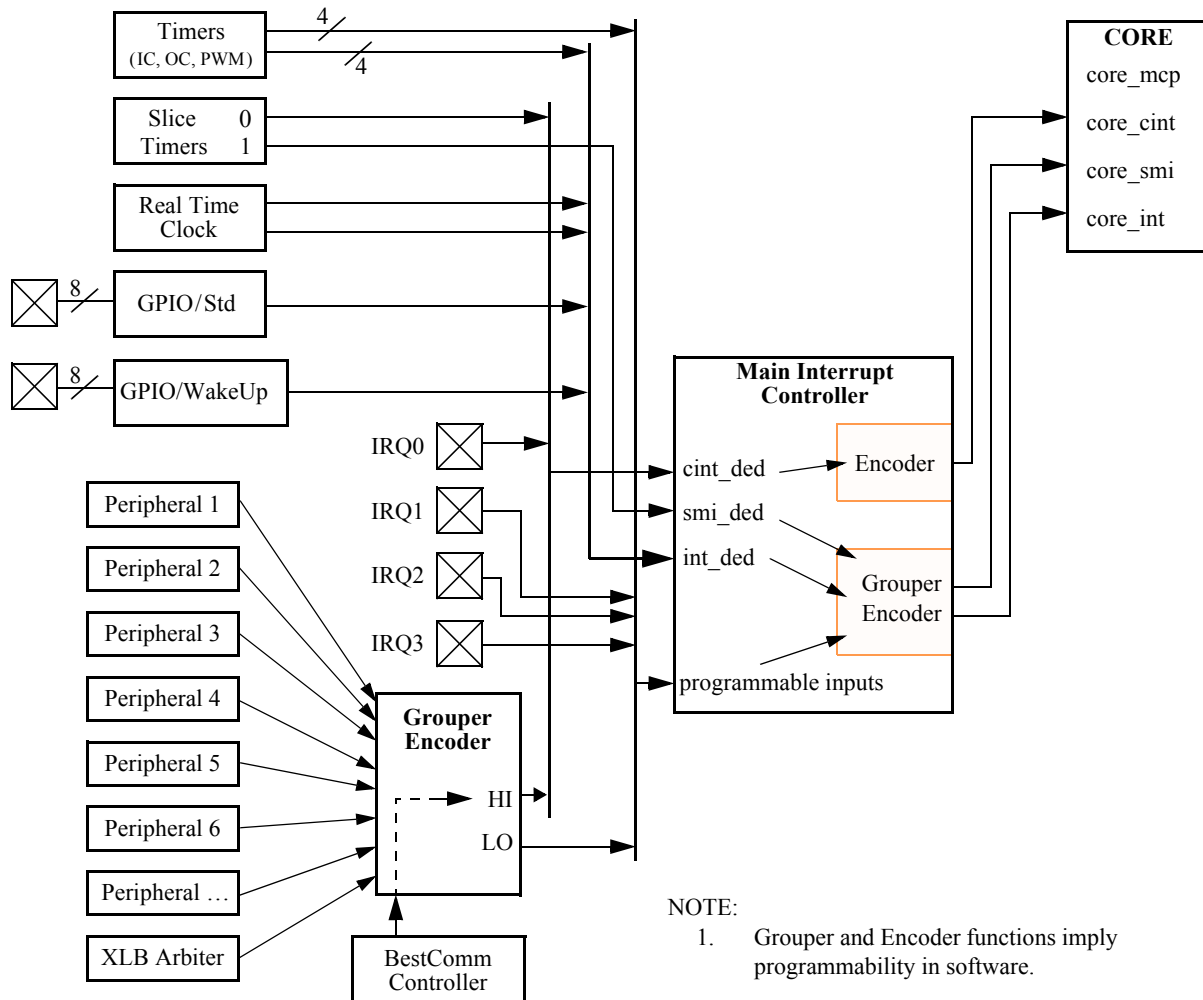 Timers
(IC, OC, PWM)
4
4
Slice 0
Timers 1
Real Time
Clock
8
GPIO/Std
8
GPIO/WakeUp
CORE
core_mcp
core_cint
core_smi
core_int
Main Interrupt
Controller
cint_ded
Encoder
smi_ded
int_ded
Grouper
Encoder
programmable inputs
IRQ0
IRQ1
IRQ2
IRQ3
Peripheral 1
Peripheral 2
Peripheral 3
Peripheral 4
Peripheral 5
Peripheral 6
Peripheral …
XLB Arbiter
Grouper
Encoder
HI
LO
BestComm
Controller
NOTE:
1. Grouper and Encoder functions imply
programmability in software.